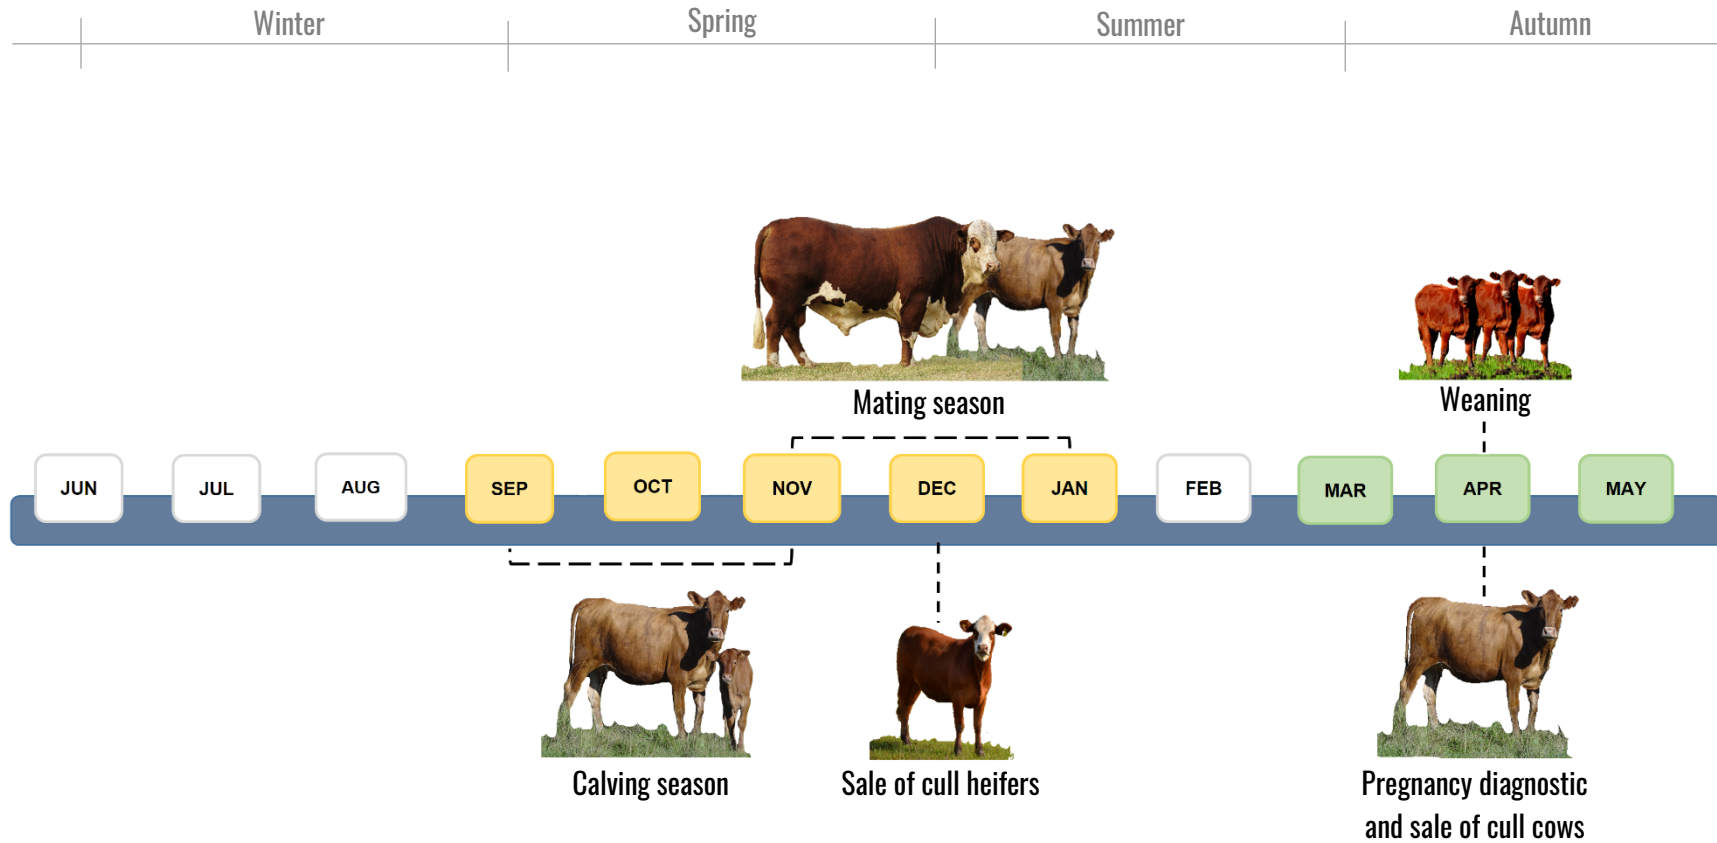 Winter
Spring
Summer
Autumn
Mating season
Weaning
JUN
JUL
AUG
SEP
OCT
NOV
DEC
JAN
FEB
MAR
APR
MAY
Calving season
Sale of cull heifers
Pregnancy diagnostic
and sale of cull cows